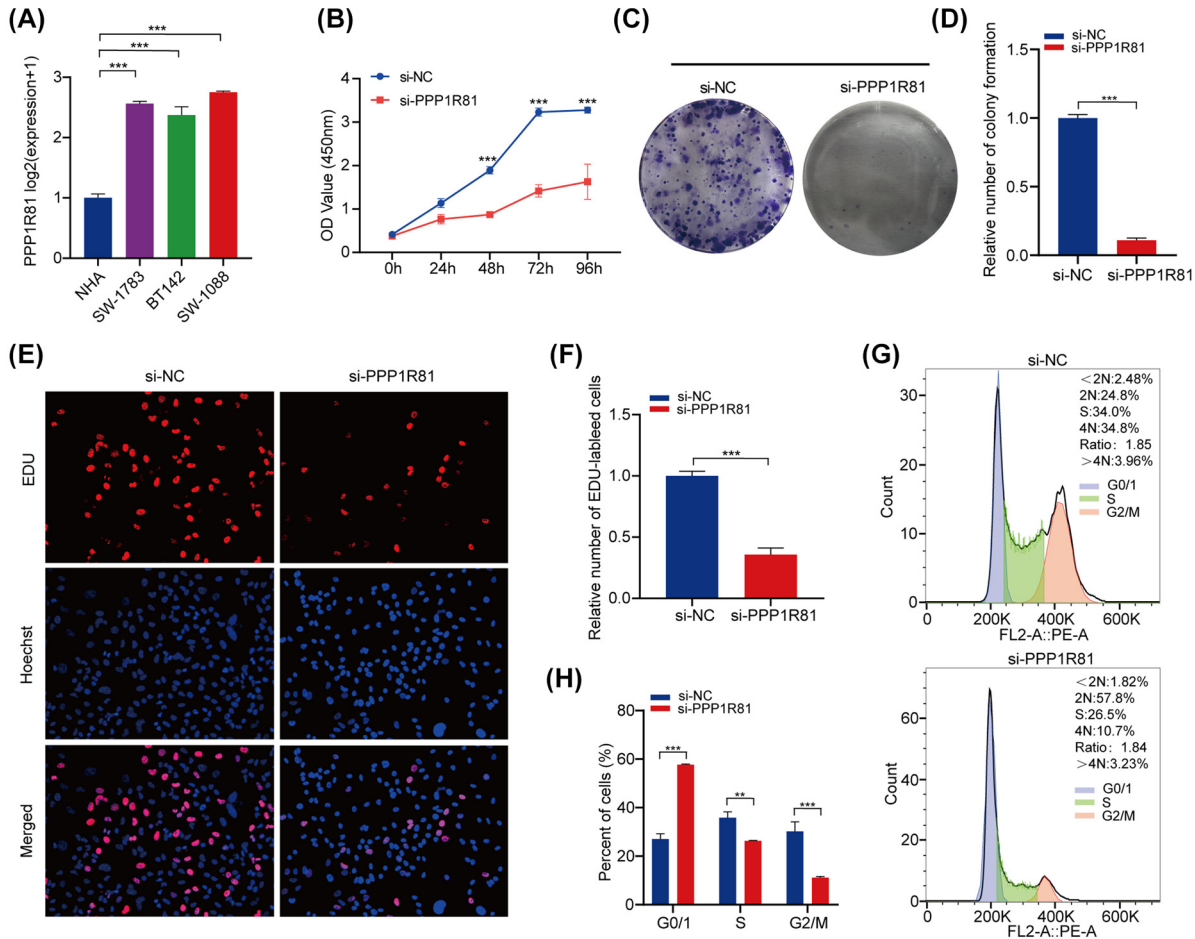 (A)
PPP1R81 log2(expression+1)
3
2
1
0
***
***
***
NHA
SW-1783
BT142
SW-1088
(B)
si-NC
si-PPP1R81
OD Value (450nm)
4
3
2
1
0
***
***
***
0h
24h
48h
72h
96h
(C)
si-NC
si-PPP1R81
(D)
si-NC
si-PPP1R81
Relative number of colony formation
1.5
1.0
0.5
0.0
***
si-NC
si-PPP1R81
(E)
si-NC
si-PPP1R81
EDU
Hoechst
Merged
(F)
si-NC
si-PPP1R81
Relative number of EDU-lableed cells
1.5
1.0
0.5
0.0
***
si-NC
si-PPP1R81
(G)
si-NC
<2N:2.48%
2N:24.8%
S:34.0%
4N:34.8%
Ratio: 1.85
>4N:3.96%
G0/1
S
G2/M
Count
30
20
10
0
0
200K
400K
600K
FL2-A::PE-A
si-PPP1R81
<2N:1.82%
2N:57.8%
S:26.5%
4N:10.7%
Ratio: 1.84
>4N:3.23%
G0/1
S
G2/M
Count
60
40
20
0
0
200K
400K
600K
FL2-A::PE-A
(H)
si-NC
si-PPP1R81
Percent of cells (%)
80
60
40
20
0
***
**
***
G0/1
S
G2/M